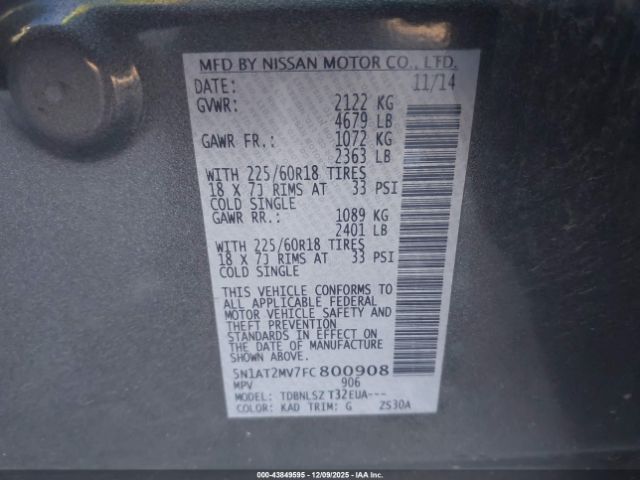 MFD BY NISSAN MOTOR CO., LTD.
DATE: 11/14
GVWR: 2122 KG
4679 LB
GAWR FR.: 1072 KG
2363 LB
WITH 225/60R18 TIRES
18 X 7J RIMS AT 33 PSI
COLD SINGLE
GAWR RR.: 1089 KG
2401 LB
WITH 225/60R18 TIRES
18 X 7J RIMS AT 33 PSI
COLD SINGLE
THIS VEHICLE CONFORMS TO
ALL APPLICABLE FEDERAL
MOTOR VEHICLE SAFETY AND
THEFT PREVENTION
STANDARDS IN EFFECT ON
THE DATE OF MANUFACTURE
SHOWN ABOVE.
5N1AT2MV7FC800908
MPV 906
MODEL: TDBNLSZ T32EUA---
COLOR: KAD TRIM: G ZS30A
000-43849595 - 12/09/2025 - IAA Inc.